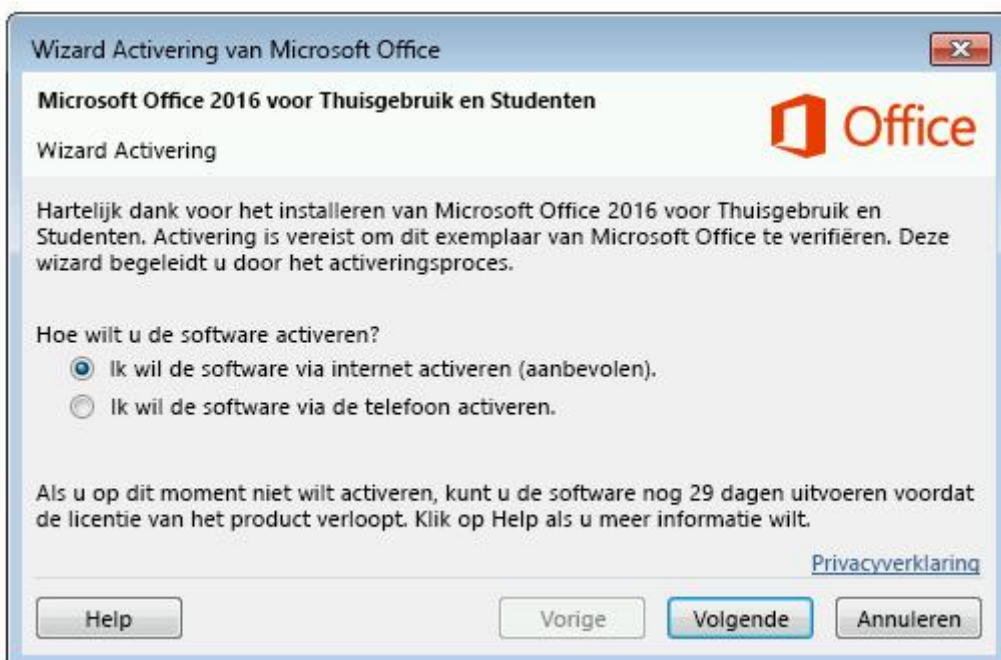 Wizard Activering van Microsoft Office
Microsoft Office 2016 voor Thuisgebruik en Studenten
Office
Wizard Activering
Hartelijk dank voor het installeren van Microsoft Office 2016 voor Thuisgebruik en
Studenten. Activering is vereist om dit exemplaar van Microsoft Office te verifiëren. Deze
wizard begeleidt u door het activeringsproces.
Hoe wilt u de software activeren?
Ik wil de software via internet activeren (aanbevolen).
Ik wil de software via de telefoon activeren.
Als u op dit moment niet wilt activeren, kunt u de software nog 29 dagen uitvoeren voordat
de licentie van het product verloopt. Klik op Help als u meer informatie wilt.
Privacyverklaring
Help Vorige Volgende Annuleren